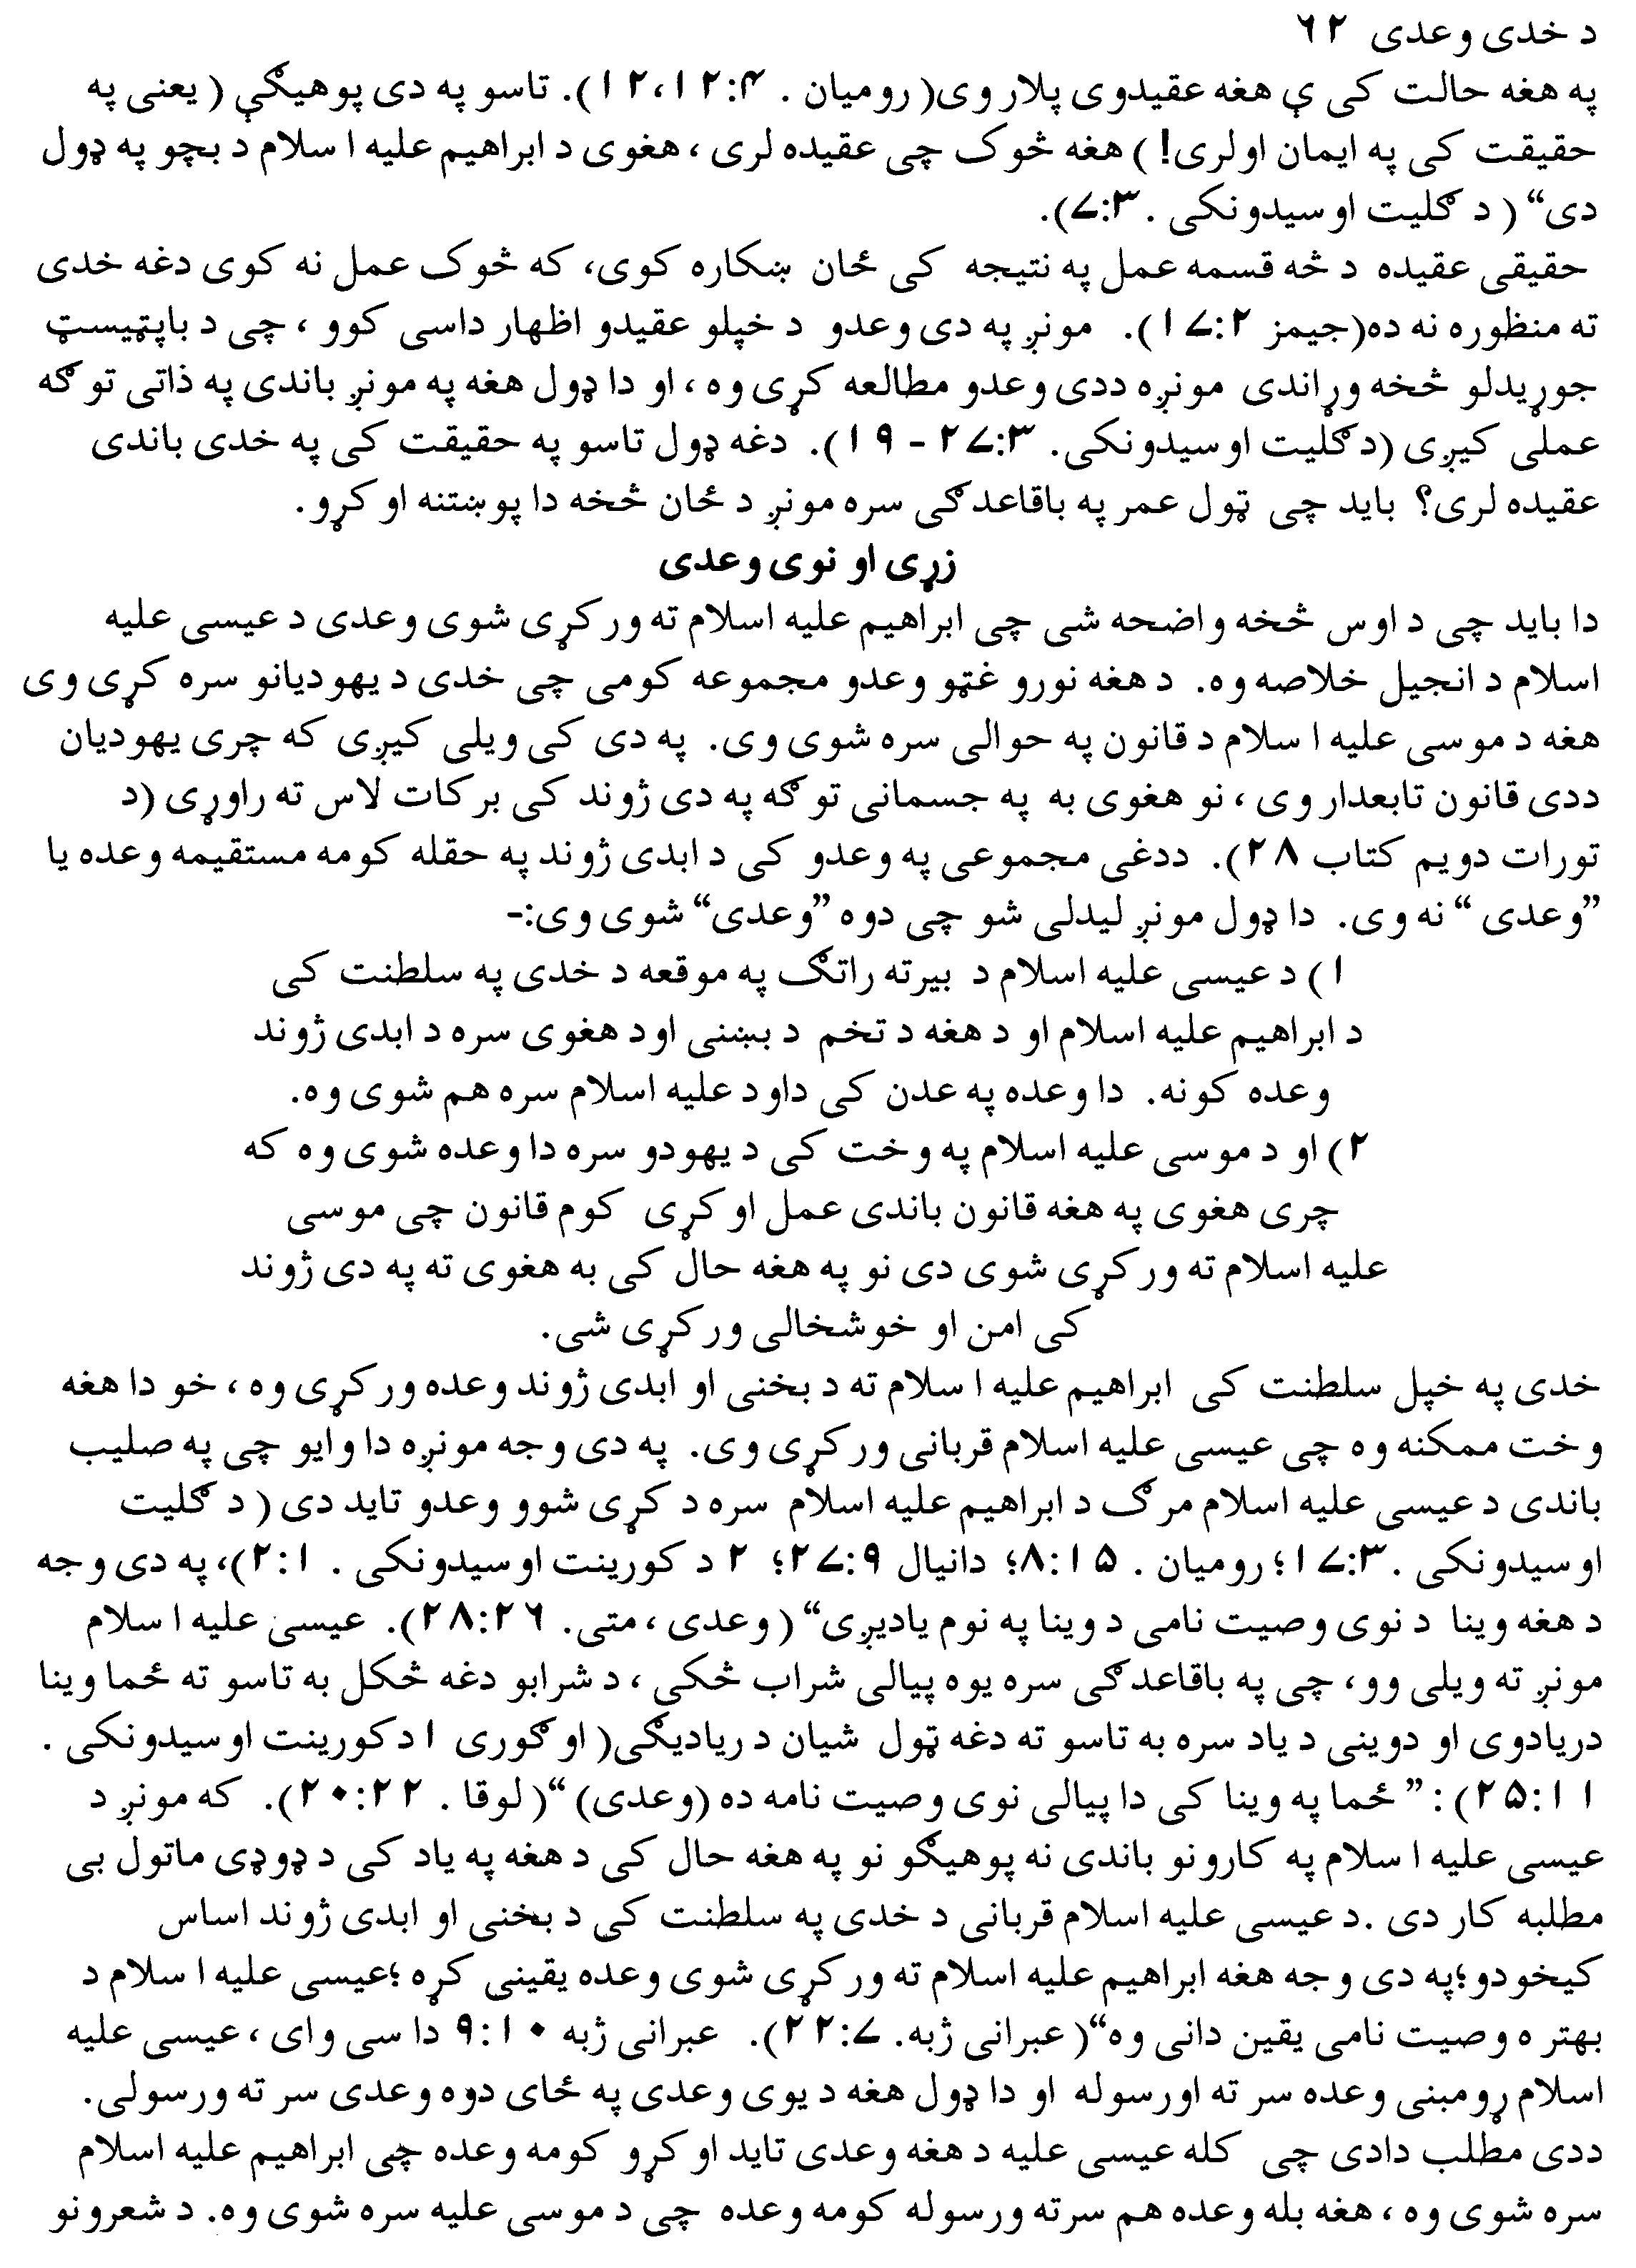 د خدی وعدی ٦٢
په هغه حالت کی ي هغه عقیدوی پلار وی( رومیان . ۱۲،۱۲:۴). تاسو په دی پوهیګي ( یعنی په
حقیقت کی په ایمان اولری! ) هغه څوک چی عقیده لری ، هغوی د ابراهیم علیه ا سلام د بچو په ډول
دی“ ( د ګلیت اوسیدونکی . ۷:۳).
حقیقی عقیده د څه قسمه عمل په نتیجه کی ځان ښکاره کوی، که څوک عمل نه کوی دغه خدی
ته منظوره نه ده(جیمز ۱۷:۲). مونږ په دی وعدو د خپلو عقیدو اظهار داسی کوو ، چی د باپټیسټ
جوړیدلو څخه وړاندی مونږه ددی وعدو مطالعه کړی وه ، او دا ډول هغه په مونږ باندی په ذاتی توګه
عملی کیږی (د ګلیت اوسیدونکی. ۲۷:۳ - ۱۹). دغه ډول تاسو په حقیقت کی په خدی باندی
عقیده لری؟ باید چی ټول عمر په باقاعدګی سره مونږ د ځان څخه دا پوښتنه اوکړو.
زړی او نوی وعدی
دا باید چی د اوس څخه واضحه شی چی ابراهیم علیه اسلام ته ورکړی شوی وعدی د عیسی علیه
اسلام د انجیل خلاصه وه. د هغه نورو غټو وعدو مجموعه کومی چی خدی د یهودیانو سره کړی وی
هغه د موسی علیه ا سلام د قانون په حوالی سره شوی وی. په دی کی ویلی کیږی که چری یهودیان
ددی قانون تابعدار وی ، نو هغوی به په جسمانی توګه په دی ژوند کی برکات لاس ته راوړی (د
تورات دویم کتاب ۲۸). ددغی مجموعی په وعدو کی د ابدی ژوند په حقله کومه مستقیمه وعده یا
”وعدی “ نه وی. دا ډول مونږ لیدلی شو چی دوه ”وعدی“ شوی وی:-
۱) د عیسی علیه اسلام د بیرته راتګ په موقعه د خدی په سلطنت کی
د ابراهیم علیه اسلام او د هغه د تخم د بښنی اود هغوی سره د ابدی ژوند
وعده کونه. دا وعده په عدن کی داود علیه اسلام سره هم شوی وه.
۲) او د موسی علیه اسلام په وخت کی د یهودو سره دا وعده شوی وه که
چری هغوی په هغه قانون باندی عمل اوکړی کوم قانون چی موسی
علیه اسلام ته ورکړی شوی دی نو په هغه حال کی به هغوی ته په دی ژوند
کی امن او خوشخالی ورکړی شی.
خدی په خپل سلطنت کی ابراهیم علیه ا سلام ته د بخنی او ابدی ژوند وعده ورکړی وه ، خو دا هغه
وخت ممکنه وه چی عیسی علیه اسلام قربانی ورکړی وی. په دی وجه مونږه دا وایو چی په صلیب
باندی د عیسی علیه اسلام مرګ د ابراهیم علیه اسلام سره د کړی شوو وعدو تاید دی ( د ګلیت
اوسیدونکی . ۱۷:۳؛ رومیان . ۸:۱۵؛ دانیال ۲۷:۹؛ ۲ د کورینت اوسیدونکی . ۲:۱)، په دی وجه
د هغه وینا د نوی وصیت نامی د وینا په نوم یادیږی“ ( وعدی ، متی. ۲۸:۲٦). عیسی علیه ا سلام
مونږ ته ویلی وو، چی په باقاعدګی سره یوه پیالی شراب څکی ، د شرابو دغه څکل به تاسو ته ځما وینا
دریادوی او دوینی د یاد سره به تاسو ته دغه ټول شیان دریادیګی( اوګوری ۱ دکورینت اوسیدونکی .
۲۵:۱۱) : ” ځما په وینا کی دا پیالی نوی وصیت نامه ده (وعدی) “( لوقا . ۲۰:۲۲). که مونږ د
عیسی علیه ا سلام په کارونو باندی نه پوهیګو نو په هغه حال کی د هغه په یاد کی د ډوډی ماتول بی
مطلبه کار دی .د عیسی علیه اسلام قربانی د خدی په سلطنت کی د بخنی او ابدی ژوند اساس
کیخودو؛په دی وجه هغه ابراهیم علیه اسلام ته ورکړی شوی وعده یقینی کړه ؛عیسی علیه ا سلام د
بهتر ه وصیت نامی یقین دانی وه“( عبرانی ژبه. ۲۲:۷). عبرانی ژبه ۹:۱۰ دا سی وای ، عیسی علیه
اسلام ړومبنی وعده سر ته اورسوله او دا ډول هغه د یوی وعدی په ځای دوه وعدی سر ته ورسولی.
ددی مطلب دادی چی کله عیسی علیه د هغه وعدی تاید اوکړو کومه وعده چی ابراهیم علیه اسلام
سره شوی وه ، هغه بله وعده هم سرته ورسوله کومه وعده چی د موسی علیه سره شوی وه. د شعرونو